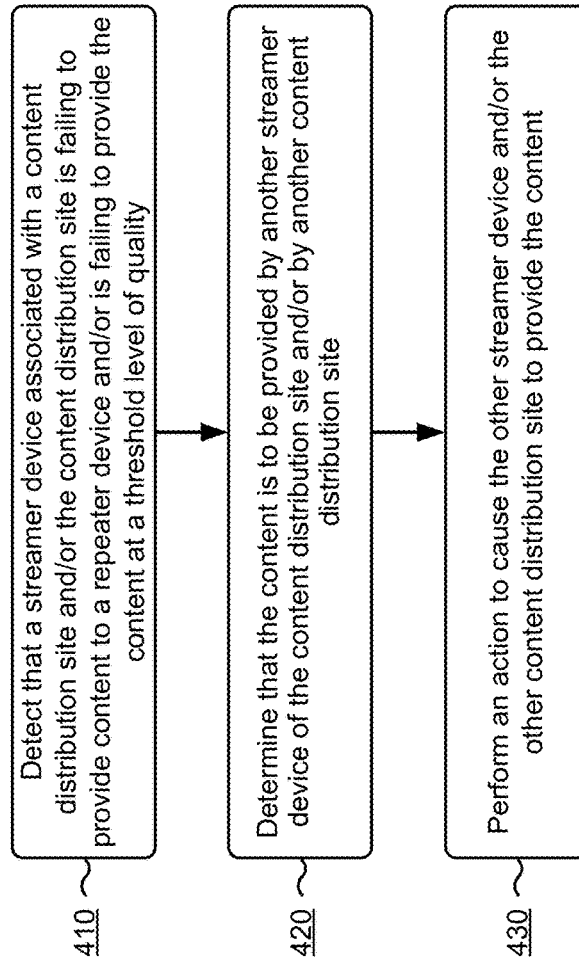 410
Detect that a streamer device associated with a content
distribution site and/or the content distribution site is failing to
provide content to a repeater device and/or is failing to provide the
content at a threshold level of quality
420
Determine that the content is to be provided by another streamer
device of the content distribution site and/or by another content
distribution site
430
Perform an action to cause the other streamer device and/or the
other content distribution site to provide the content